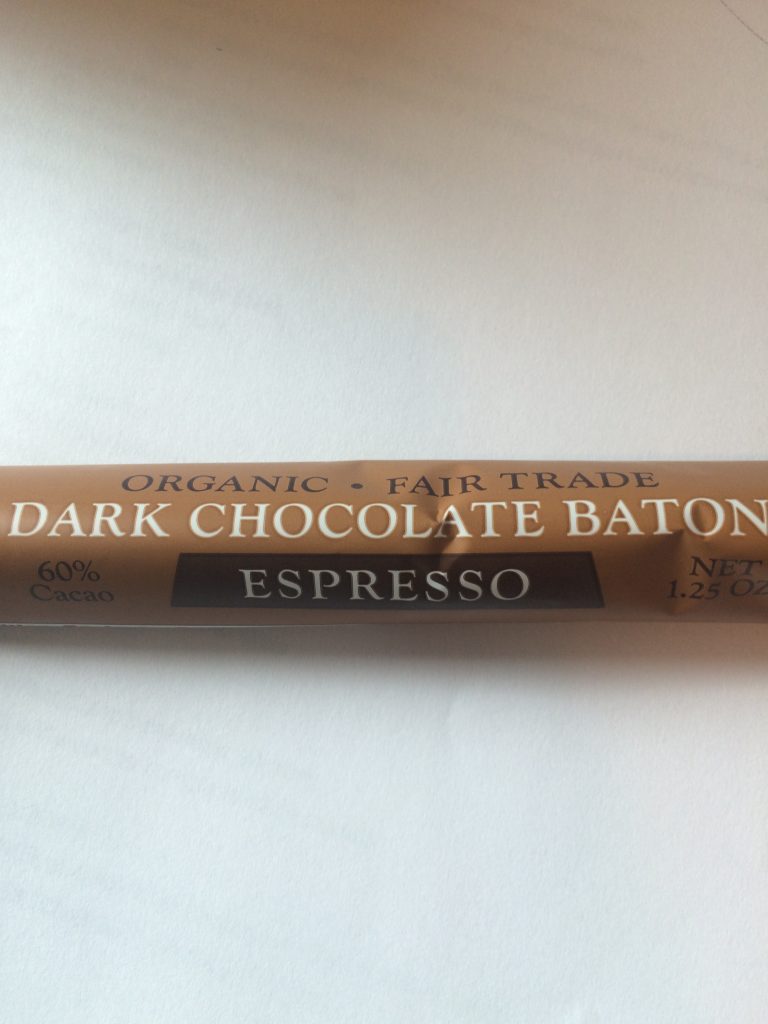 ORGANIC • FAIR TRADE
DARK CHOCOLATE BATON
60%
Cacao
ESPRESSO
NET
1.25 OZ